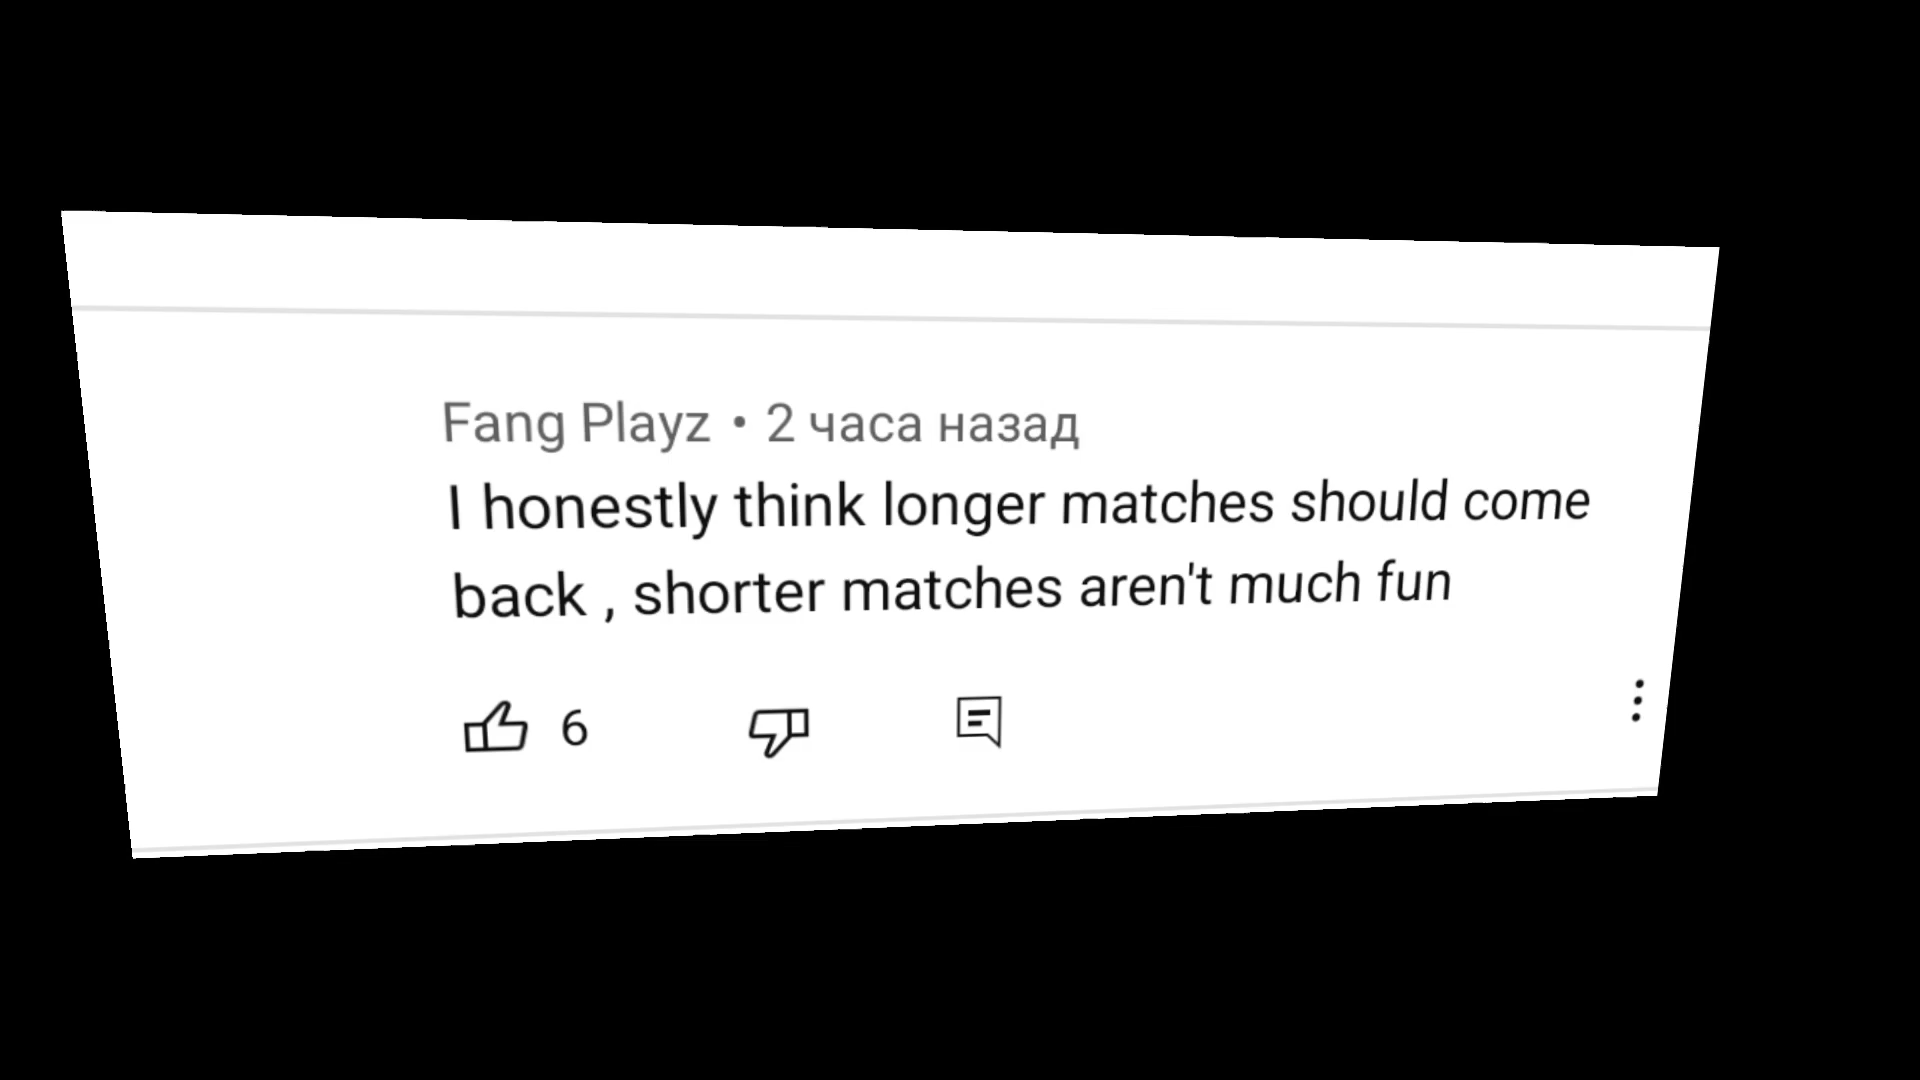 Fang Playz • 2 часа назад
I honestly think longer matches should come
back , shorter matches aren't much fun
6